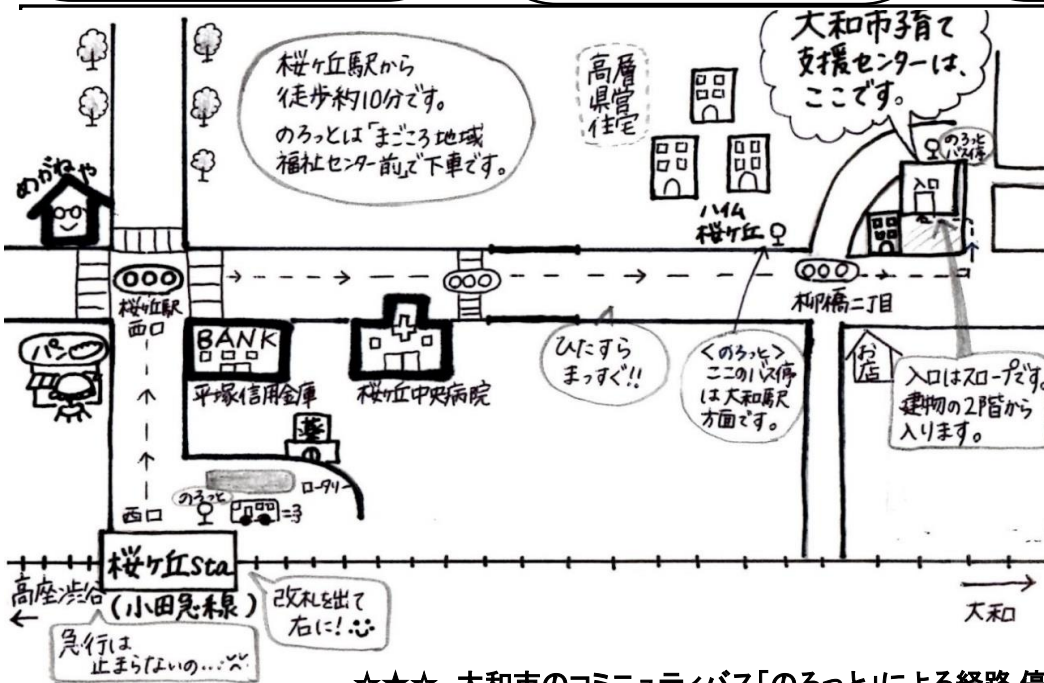 桜ヶ丘駅から
徒歩約10分です。
のろっとは「まごころ地域
福祉センター前」で下車です。
高層
県営
住宅
大和市子育て
支援センターは、
ここです。
のろっと
バス停
入口
めがねや
ハイム
桜ヶ丘
桜ヶ丘駅
西口
柳橋二丁目
パン
BANK
平塚信用金庫
桜ヶ丘中央病院
ひたすら
まっすぐ!!
<のろっと>
ここのバス停
は大和駅
方面です。
お店
入口はスロープです。
建物の2階から
入ります。
薬
ロータリー
のろっと
西口
桜ヶ丘Sta
(小田急線)
高座渋谷
改札を出て
右に!
急行は
止まらないの...
大和
★★★ 大和市のコミュニティバス「のろっと」による経路